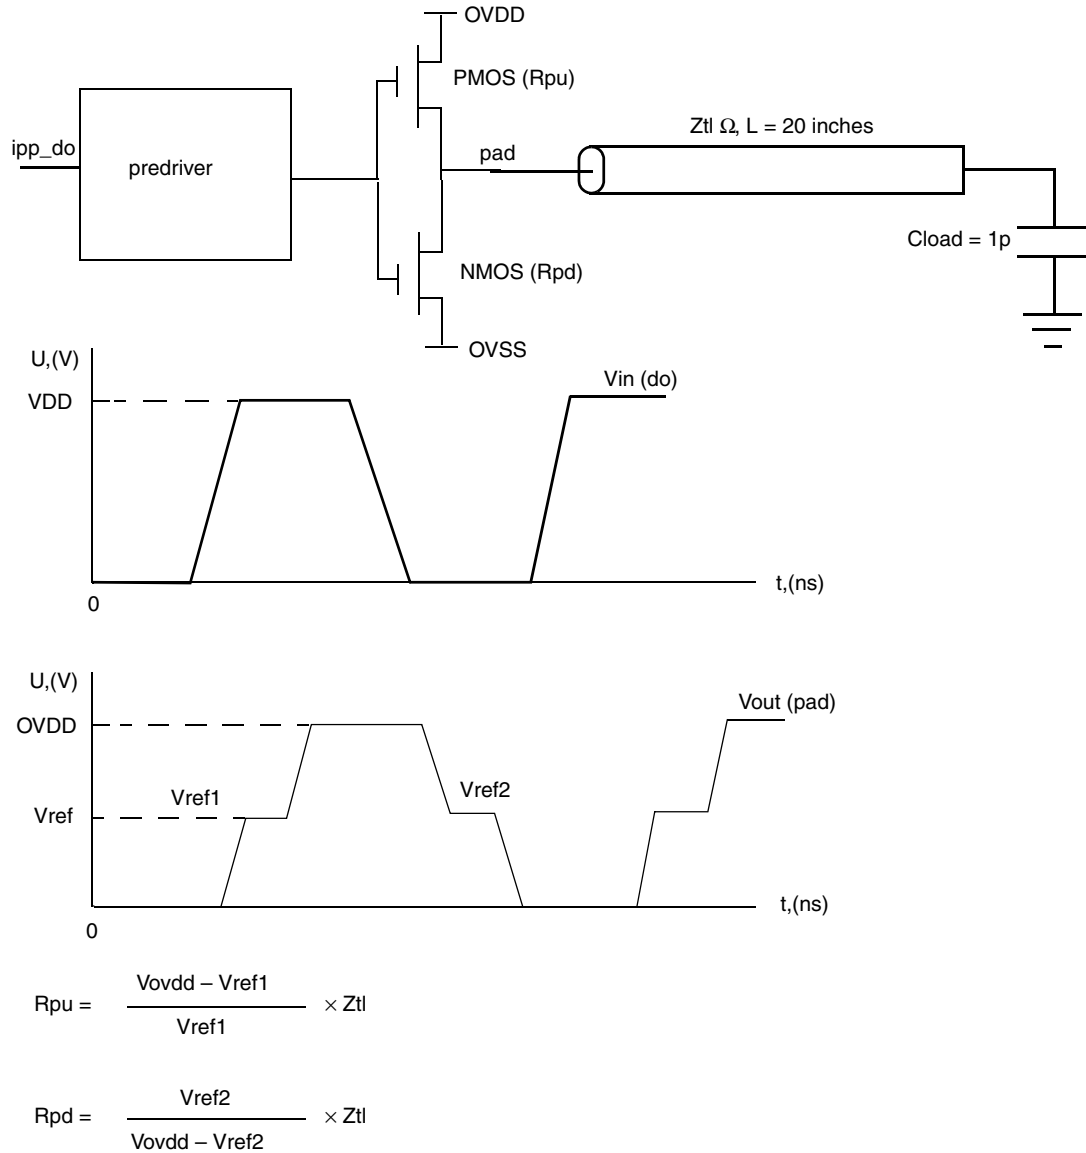 OVDD
PMOS (Rpu)
Ztl Ω, L = 20 inches
ipp_do
predriver
pad
Cload = 1p
NMOS (Rpd)
OVSS
U,(V)
Vin (do)
VDD
t,(ns)
0
U,(V)
Vout (pad)
OVDD
Vref1
Vref2
Vref
t,(ns)
0
Vovdd – Vref1
Rpu = × Ztl
Vref1
Vref2
Rpd = × Ztl
Vovdd – Vref2